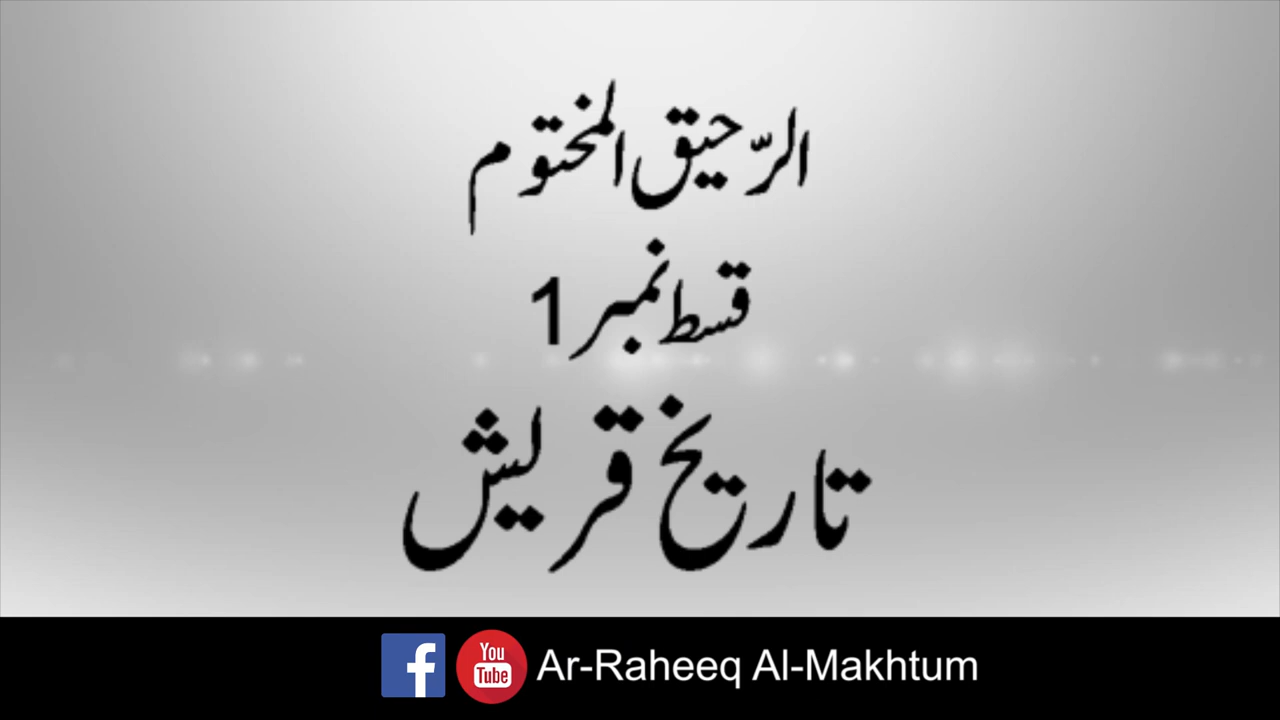 الرّحیق المختوم
قسط نمبر 1
تاریخ قریش
You Tube Ar-Raheeq Al-Makhtum